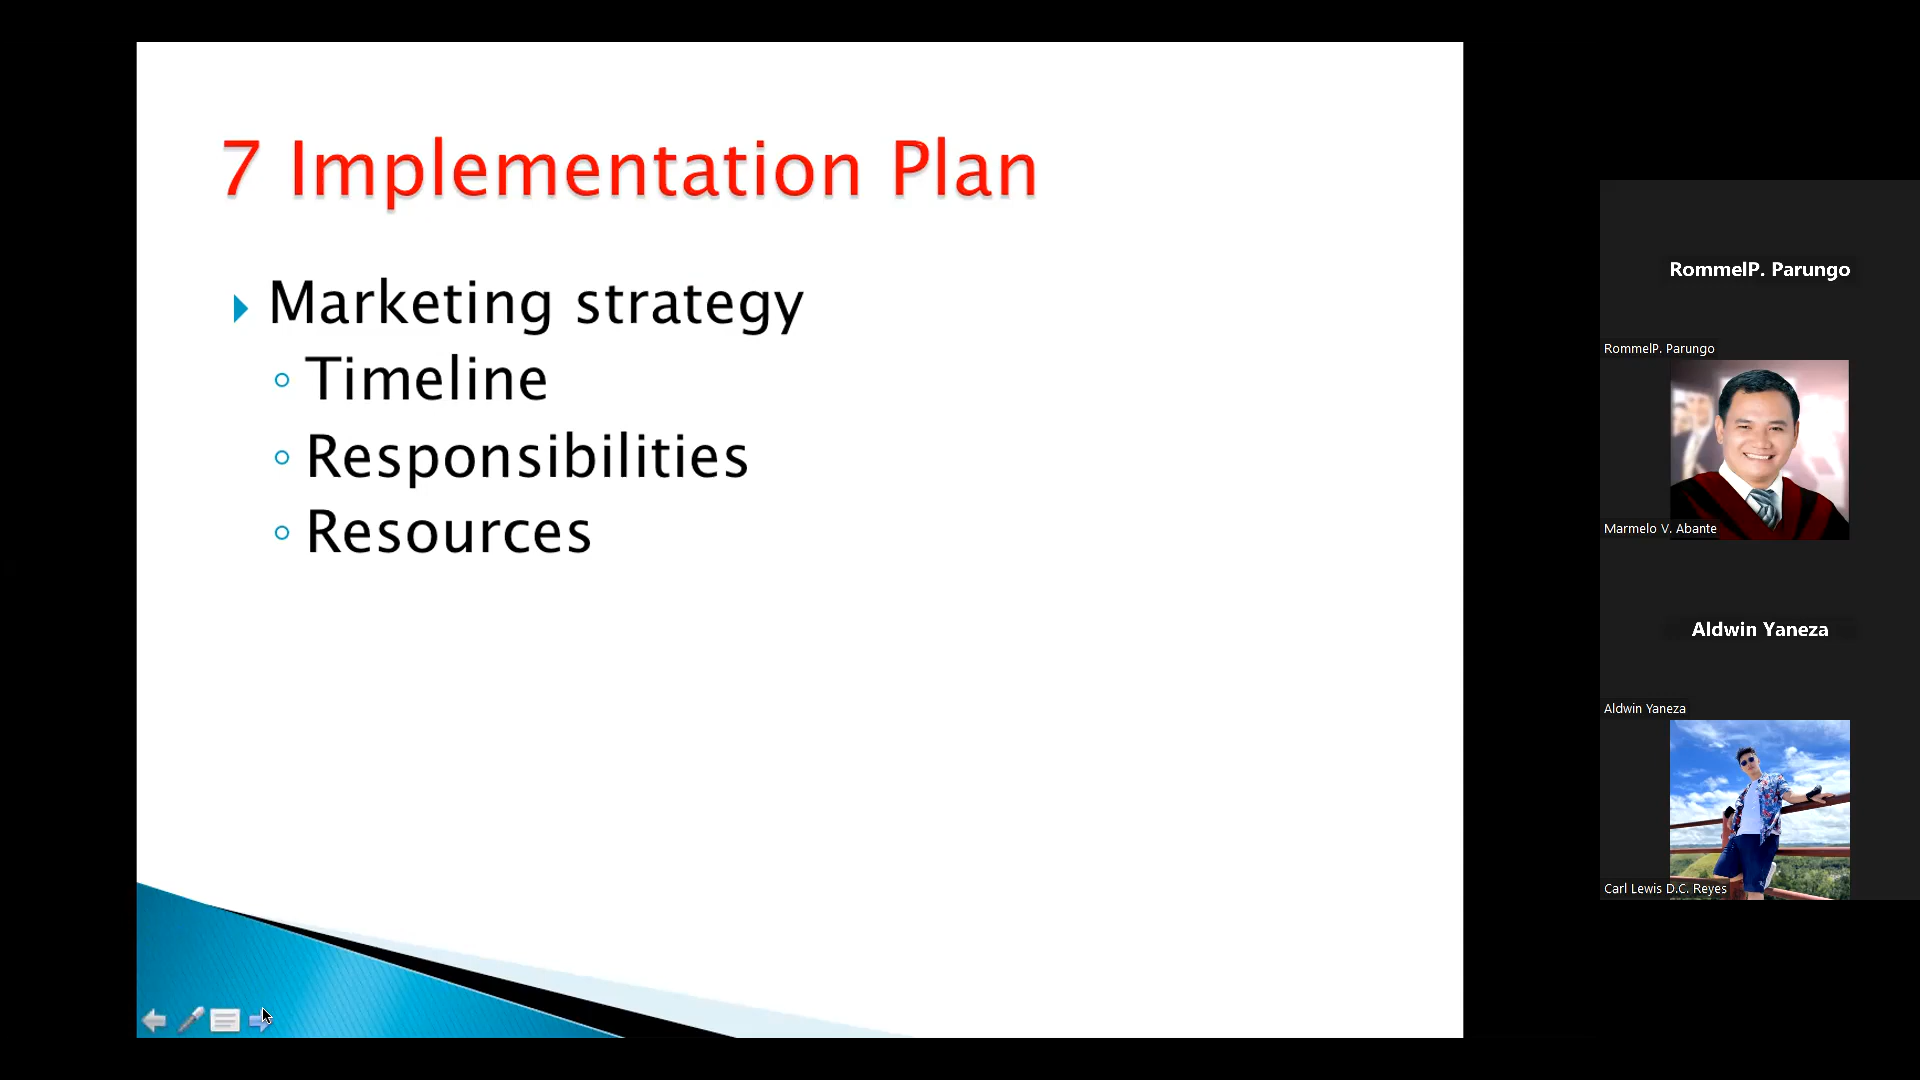 7 Implementation Plan
Marketing strategy
Timeline
Responsibilities
Resources
RommelP. Parungo
RommelP. Parungo
Marmelo V. Abante
Aldwin Yaneza
Aldwin Yaneza
Carl Lewis D.C. Reyes